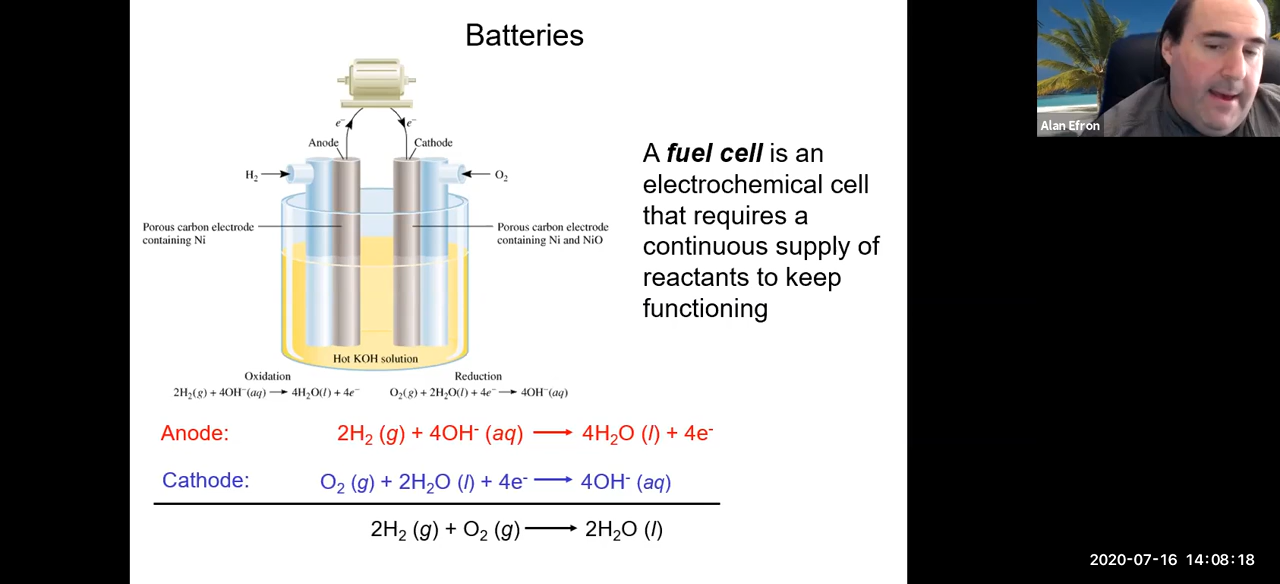 Batteries
Alan Efron
e⁻ e⁻
Anode Cathode
H₂ O₂
Porous carbon electrode
containing Ni
Porous carbon electrode
containing Ni and NiO
Hot KOH solution
A fuel cell is an
electrochemical cell
that requires a
continuous supply of
reactants to keep
functioning
Oxidation
2H₂(g) + 4OH⁻(aq) ⟶ 4H₂O(l) + 4e⁻
Reduction
O₂(g) + 2H₂O(l) + 4e⁻ ⟶ 4OH⁻(aq)
Anode: 2H₂ (g) + 4OH⁻ (aq) ⟶ 4H₂O (l) + 4e⁻
Cathode: O₂ (g) + 2H₂O (l) + 4e⁻ ⟶ 4OH⁻ (aq)
2H₂ (g) + O₂ (g) ⟶ 2H₂O (l)
2020-07-16 14:08:18